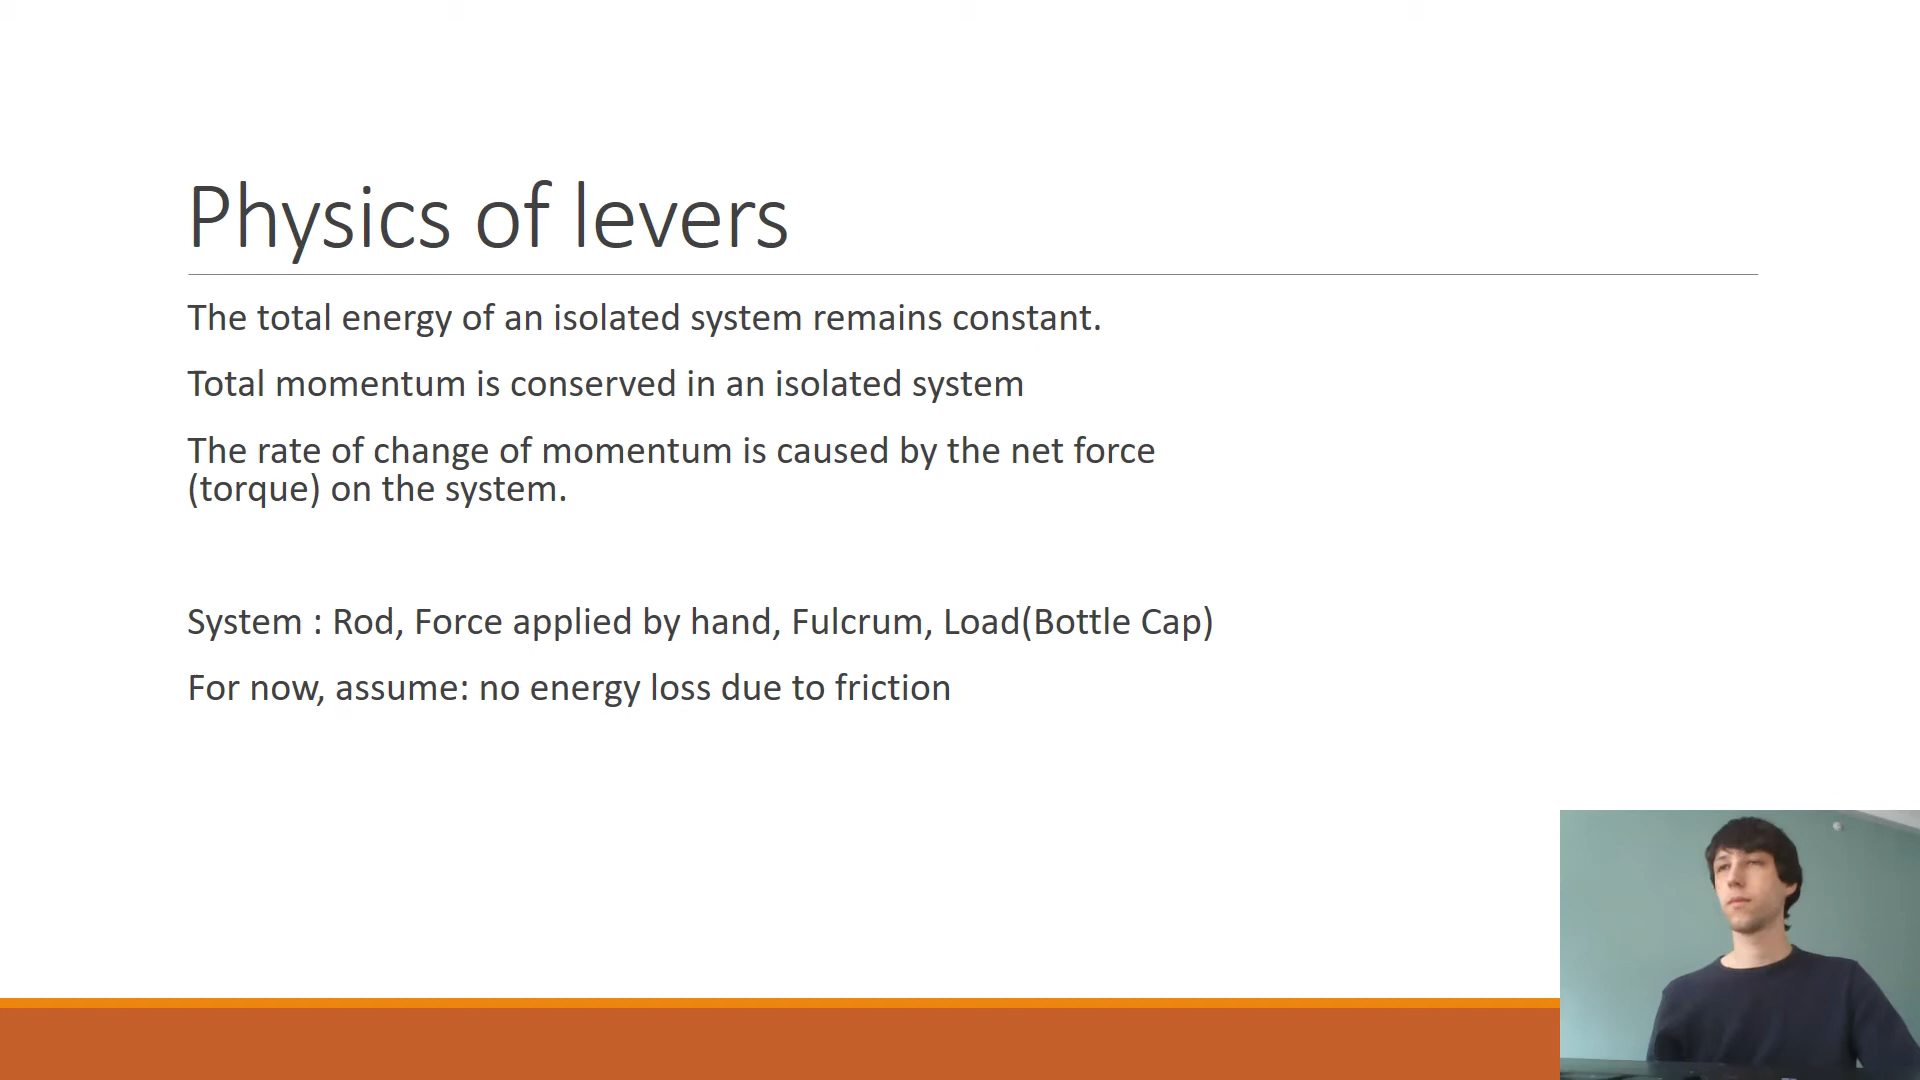 Physics of levers
The total energy of an isolated system remains constant.
Total momentum is conserved in an isolated system
The rate of change of momentum is caused by the net force
(torque) on the system.
System : Rod, Force applied by hand, Fulcrum, Load(Bottle Cap)
For now, assume: no energy loss due to friction